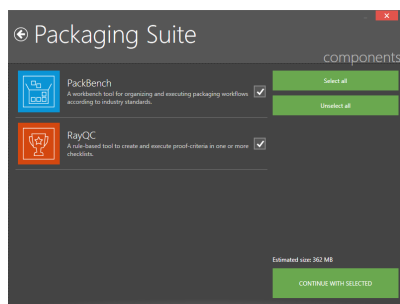 Packaging Suite
components
PackBench
A workbench tool for organizing and executing packaging workflows
according to industry standards.
RayQC
A rule-based tool to create and execute proof-criteria in one or more
checklists.
Select all
Unselect all
Estimated size: 362 MB
CONTINUE WITH SELECTED